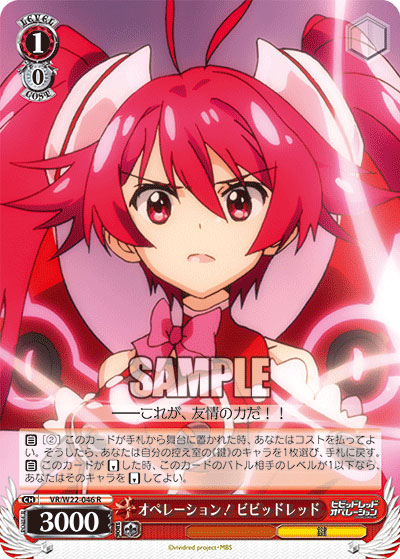 LEVEL
1
0
COST
SAMPLE
──これが、友情の力だ!!
自［②］このカードが手札から舞台に置かれた時、あなたはコストを払ってよ
い。そうしたら、あなたは自分の控え室の《鍵》のキャラを1枚選び、手札に戻す。
自 このカードが【】した時、このカードのバトル相手のレベルが1以下なら、
あなたはそのキャラを【】してよい。
CH VR/W22-046 R
3000
オペレーション! ビビッドレッド
ビビッドレッド
オペレーション
鍵
©vividred project・MBS